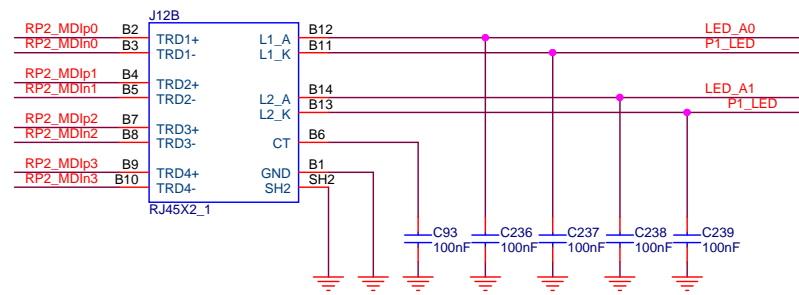 J12B
RP2_MDIp0 B2 TRD1+ L1_A B12 LED_A0
RP2_MDIn0 B3 TRD1- L1_K B11 P1_LED
RP2_MDIp1 B4 TRD2+ L2_A B14 LED_A1
RP2_MDIn1 B5 TRD2- L2_K B13 P1_LED
RP2_MDIp2 B7 TRD3+
RP2_MDIn2 B8 TRD3- CT B6
RP2_MDIp3 B9 TRD4+ GND B1
RP2_MDIn3 B10 TRD4- SH2 SH2
RJ45X2_1
C93 C236 C237 C238 C239
100nF 100nF 100nF 100nF 100nF